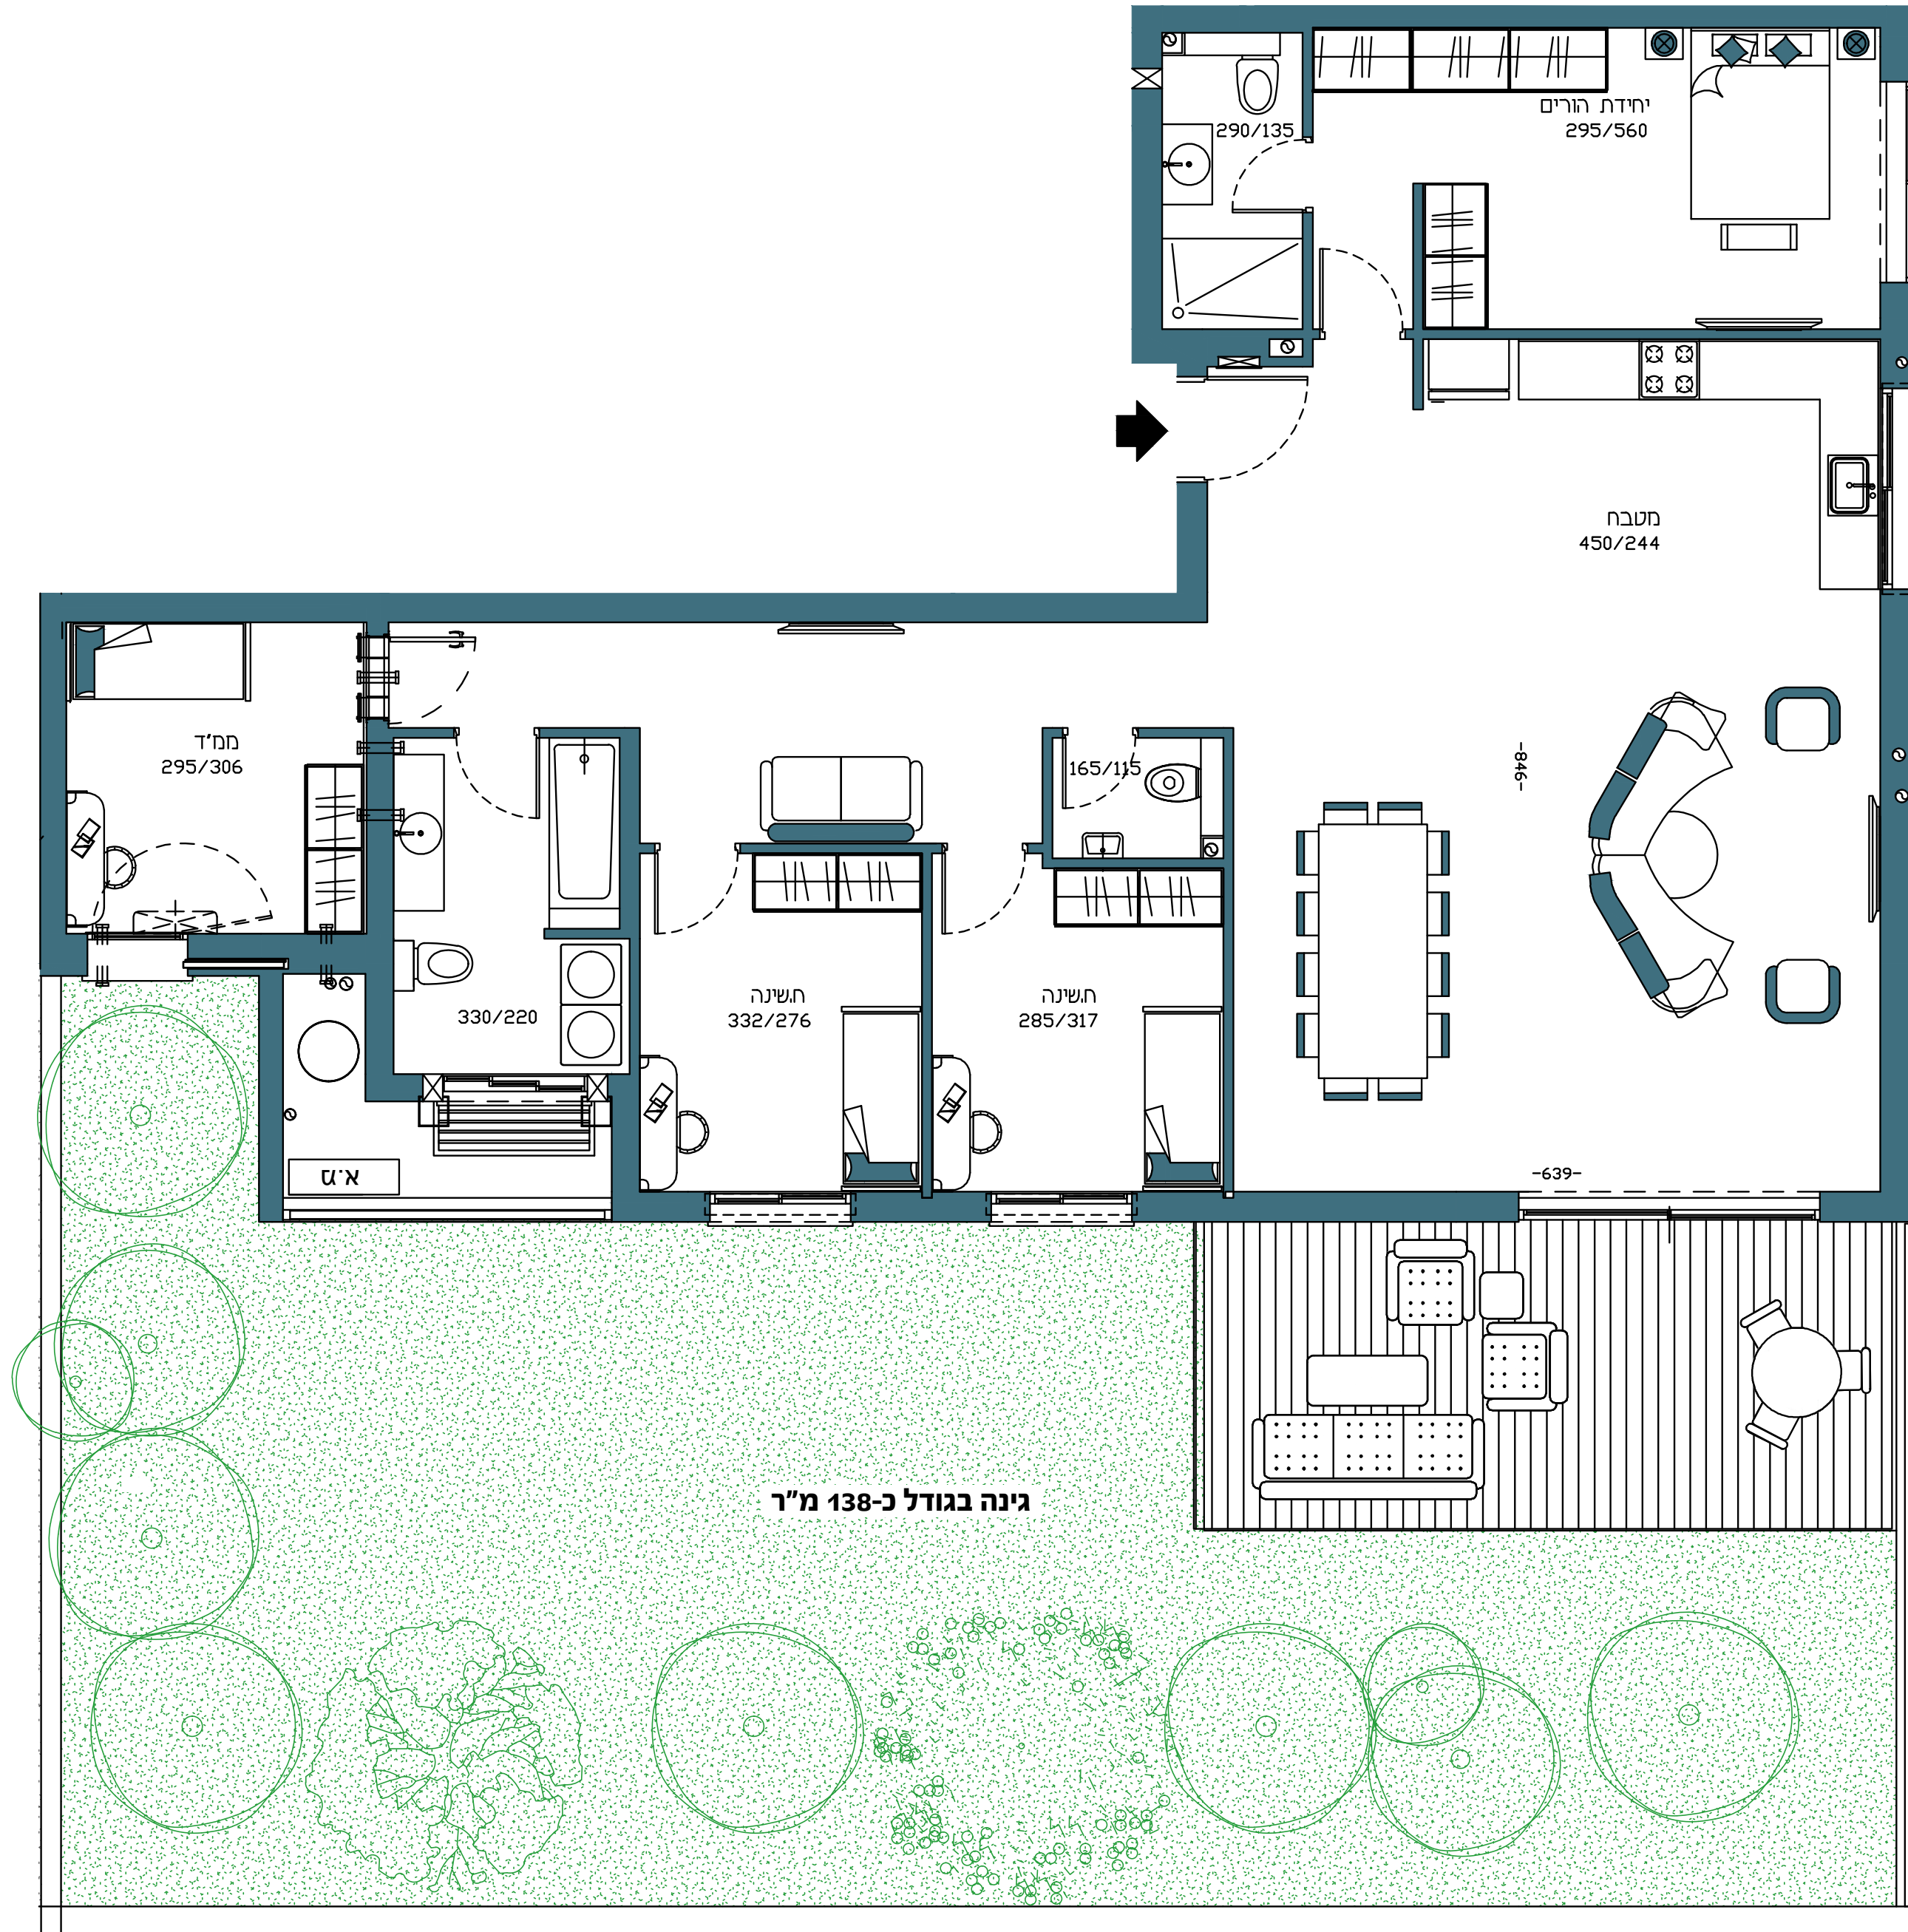 יחידת הורים
295/560
290/135
מטבח
450/244
ממ'ד
295/306
165/115
-846-
ח.שינה
332/276
ח.שינה
285/317
330/220
-639-
א.מ
גינה בגודל כ-138 מ"ר